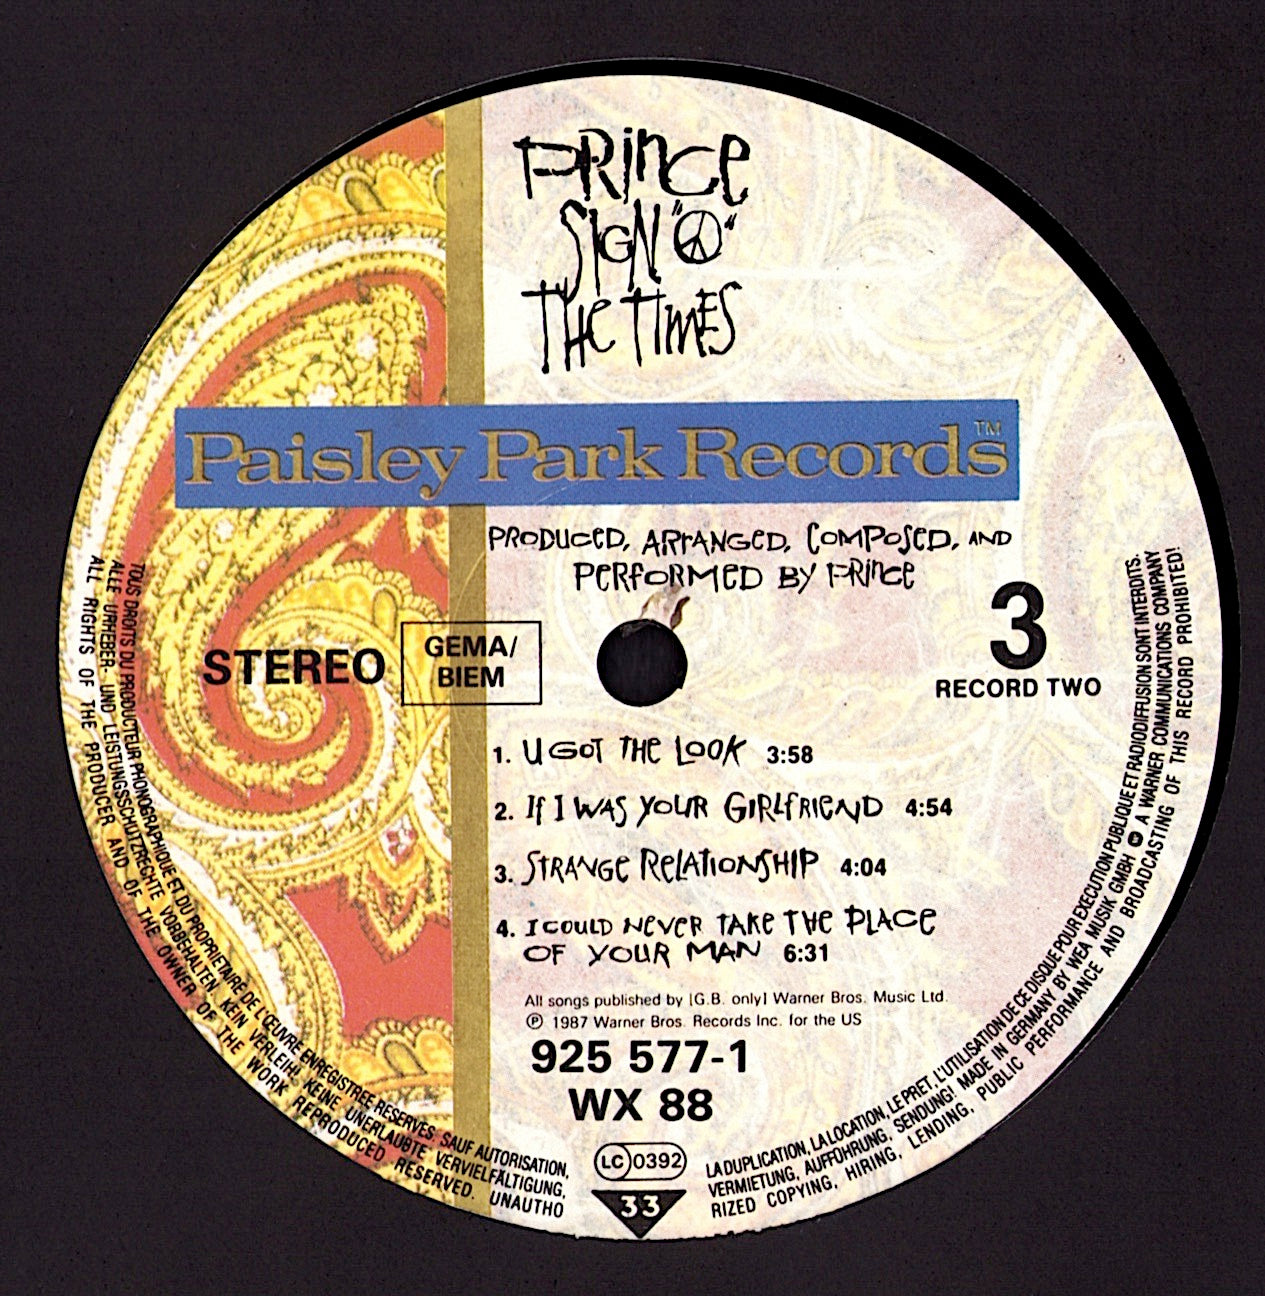 PRINCE
SIGN "☮"
THE TIMES
Paisley Park Records™
PRODUCED, ARRANGED, COMPOSED, AND
PERFORMED BY PRINCE
3
RECORD TWO
STEREO
GEMA/
BIEM
1. U GOT THE LOOK 3:58
2. If I WAS YOUR GIRLFRIEND 4:54
3. STRANGE RELATIONSHIP 4:04
4. I COULD NEVER TAKE THE PLACE
OF YOUR MAN 6:31
All songs published by [G.B. only] Warner Bros. Music Ltd.
℗ 1987 Warner Bros. Records Inc. for the US
925 577-1
WX 88
LC 0392
33
TOUS DROITS DU PRODUCTEUR PHONOGRAPHIQUE ET DU PROPRIETAIRE DE L'ŒUVRE ENREGISTREE RESERVES. SAUF AUTORISATION,
LA DUPLICATION, LA LOCATION, LE PRET, L'UTILISATION DE CE DISQUE POUR EXECUTION PUBLIQUE ET RADIODIFFUSION SONT INTERDITS.
ALLE URHEBER- UND LEISTUNGSSCHUTZRECHTE VORBEHALTEN KEIN VERLEIH! KEINE UNERLAUBTE VERVIELFÄLTIGUNG,
VERMIETUNG, AUFFÜHRUNG, SENDUNG! MADE IN GERMANY BY WEA MUSIK GMBH A WARNER COMMUNICATIONS COMPANY
ALL RIGHTS OF THE PRODUCER AND OF THE OWNER OF THE WORK REPRODUCED RESERVED. UNAUTHO
RIZED COPYING, HIRING, LENDING, PUBLIC PERFORMANCE AND BROADCASTING OF THIS RECORD PROHIBITED!